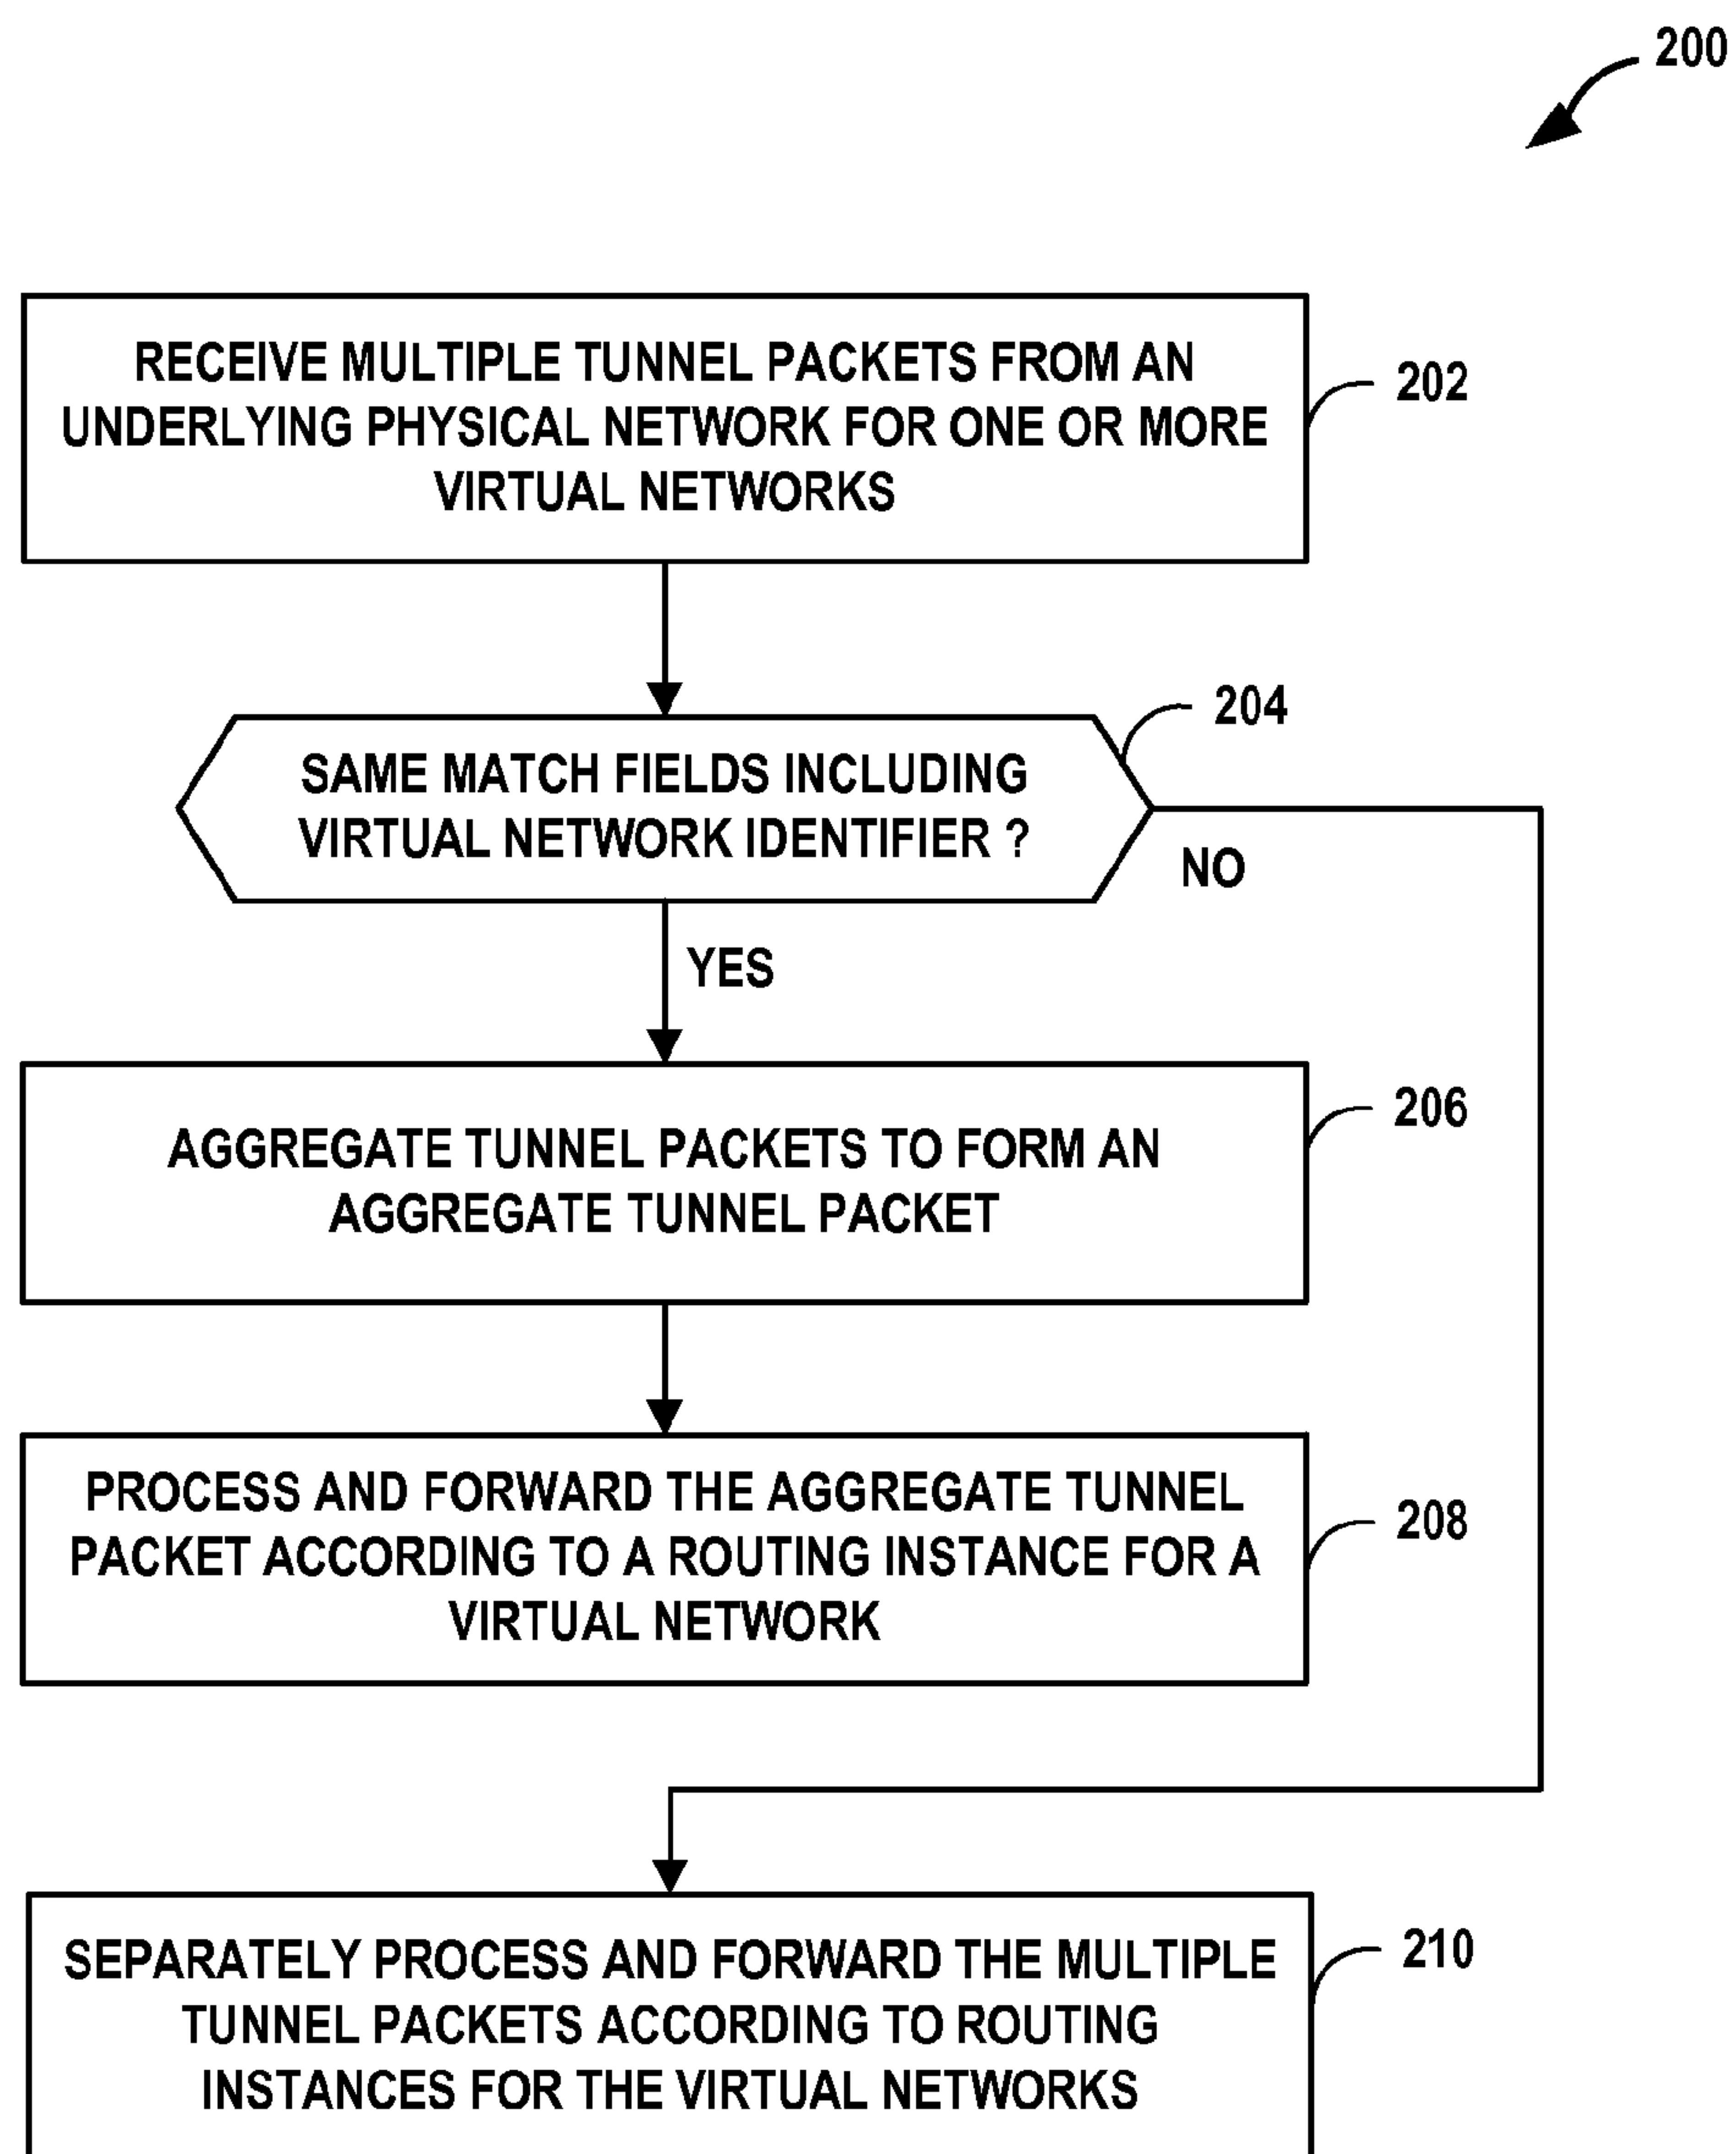 200
RECEIVE MULTIPLE TUNNEL PACKETS FROM AN
UNDERLYING PHYSICAL NETWORK FOR ONE OR MORE
VIRTUAL NETWORKS
202
204
SAME MATCH FIELDS INCLUDING
VIRTUAL NETWORK IDENTIFIER ?
NO
YES
206
AGGREGATE TUNNEL PACKETS TO FORM AN
AGGREGATE TUNNEL PACKET
PROCESS AND FORWARD THE AGGREGATE TUNNEL
PACKET ACCORDING TO A ROUTING INSTANCE FOR A
VIRTUAL NETWORK
208
SEPARATELY PROCESS AND FORWARD THE MULTIPLE
TUNNEL PACKETS ACCORDING TO ROUTING
INSTANCES FOR THE VIRTUAL NETWORKS
210